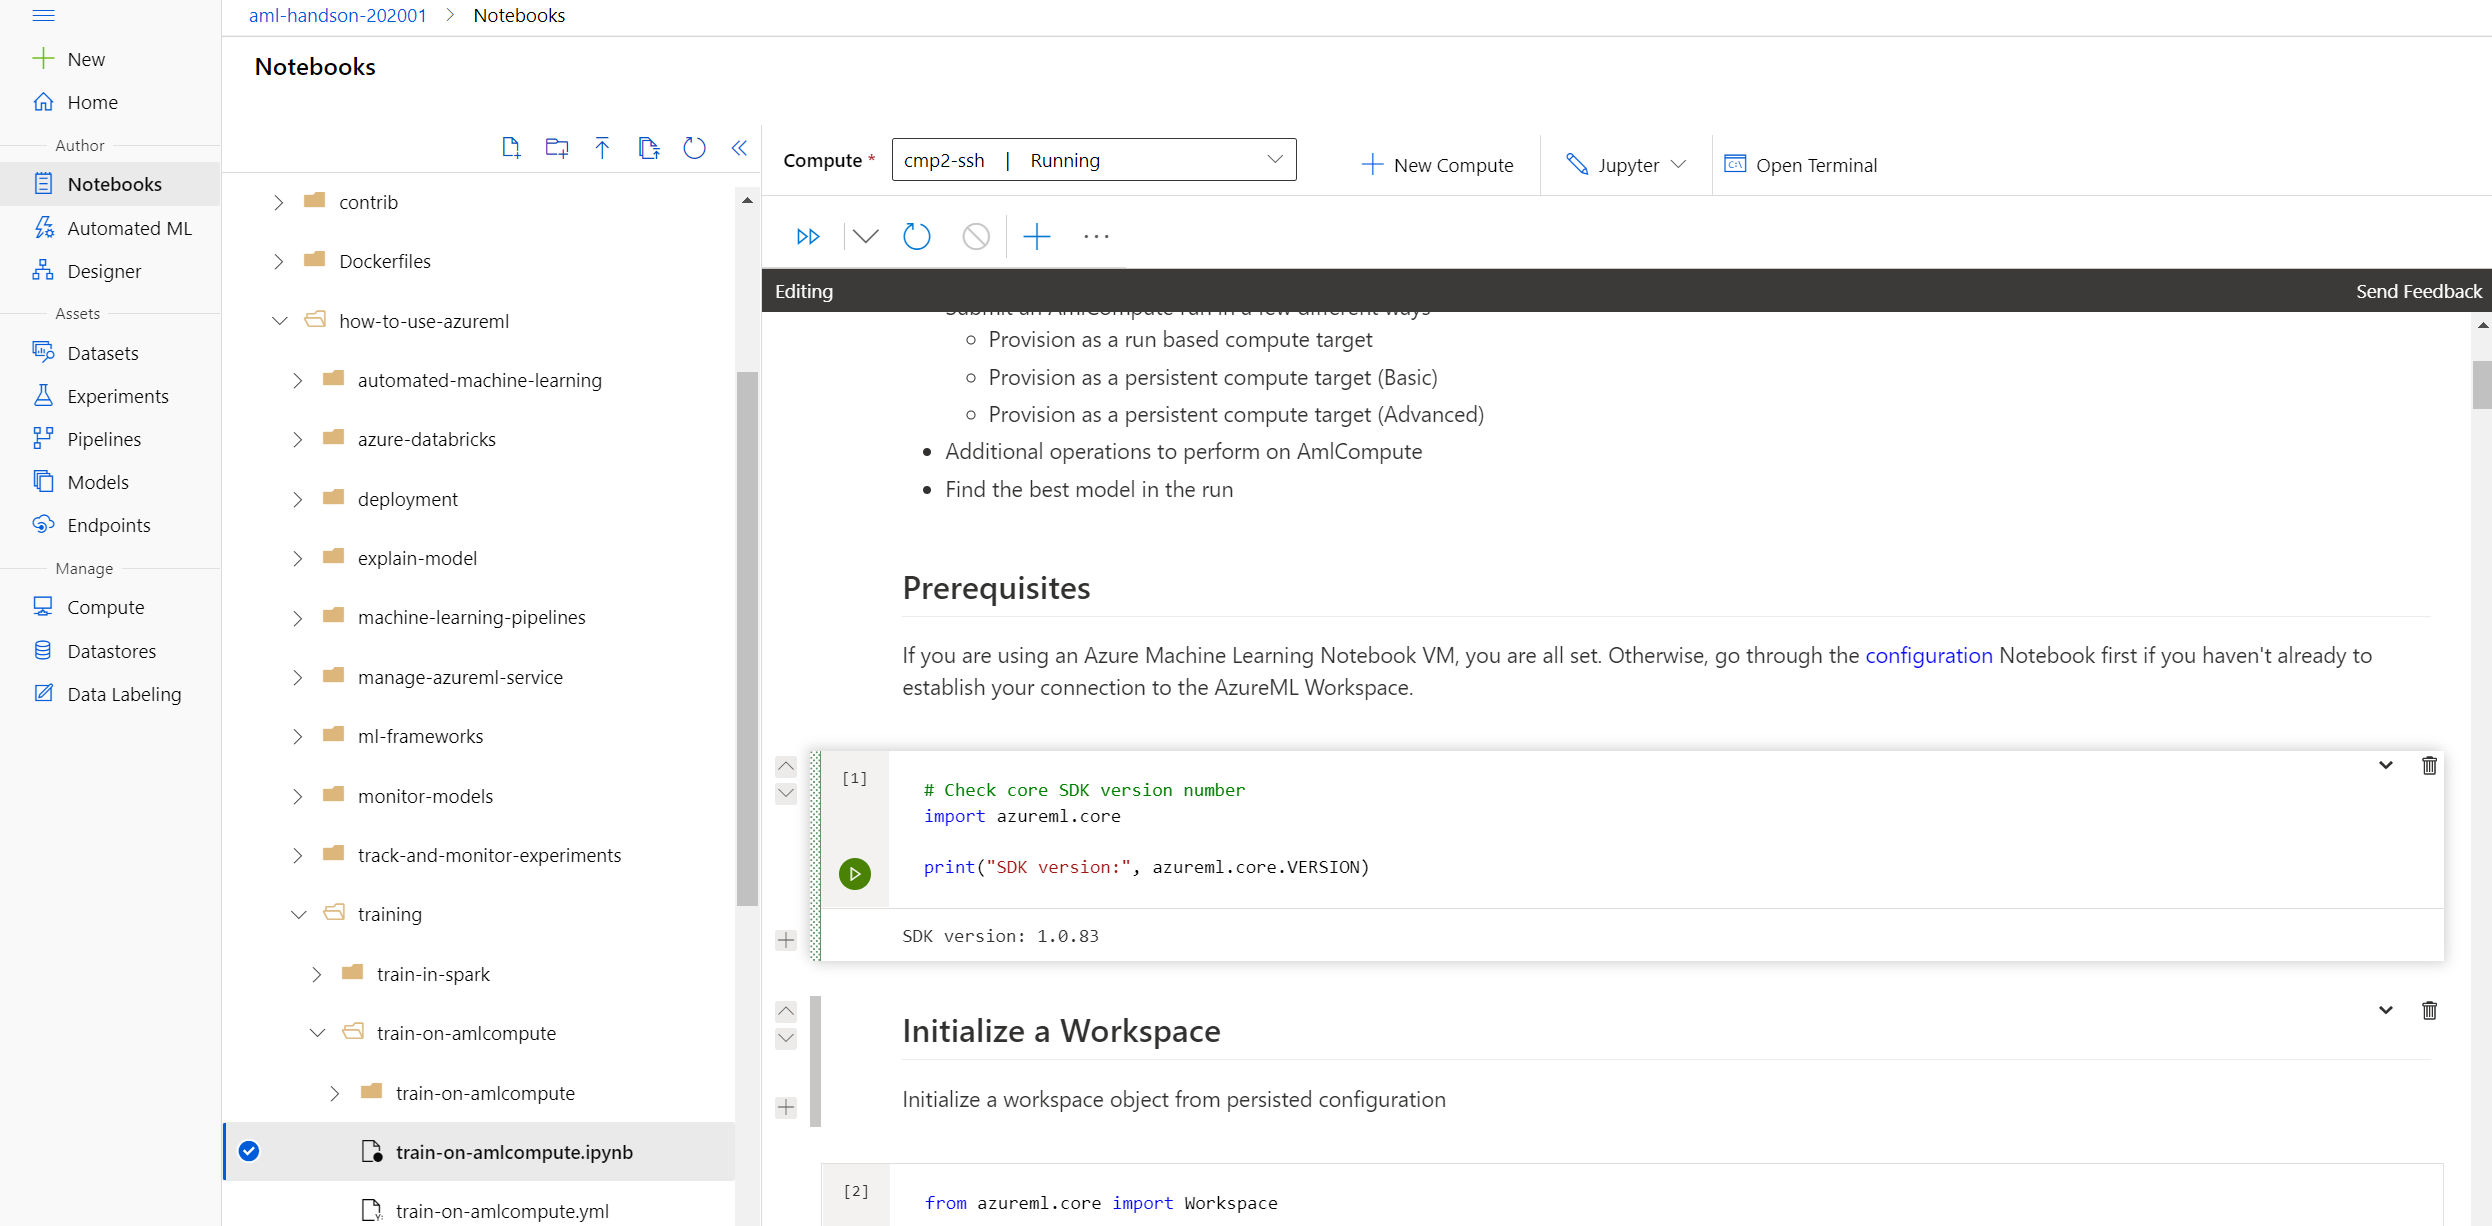 aml-handson-202001 > Notebooks
New
Home
Author
Notebooks
Automated ML
Designer
Assets
Datasets
Experiments
Pipelines
Models
Endpoints
Manage
Compute
Datastores
Data Labeling
Notebooks
contrib
Dockerfiles
how-to-use-azureml
automated-machine-learning
azure-databricks
deployment
explain-model
machine-learning-pipelines
manage-azureml-service
ml-frameworks
monitor-models
track-and-monitor-experiments
training
train-in-spark
train-on-amlcompute
train-on-amlcompute
train-on-amlcompute.ipynb
train-on-amlcompute.yml
Compute * cmp2-ssh | Running
New Compute
Jupyter
Open Terminal
Editing
Send Feedback
Submit an AmlCompute run in a few different ways
Provision as a run based compute target
Provision as a persistent compute target (Basic)
Provision as a persistent compute target (Advanced)
Additional operations to perform on AmlCompute
Find the best model in the run
Prerequisites
If you are using an Azure Machine Learning Notebook VM, you are all set. Otherwise, go through the configuration Notebook first if you haven't already to
establish your connection to the AzureML Workspace.
[1]
# Check core SDK version number
import azureml.core
print("SDK version:", azureml.core.VERSION)
SDK version: 1.0.83
Initialize a Workspace
Initialize a workspace object from persisted configuration
[2]
from azureml.core import Workspace